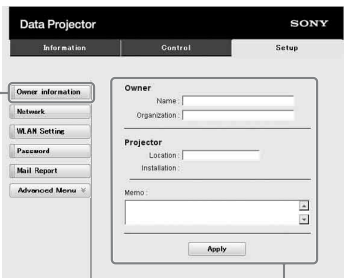 Data Projector
SONY
Information
Control
Setup
Owner information
Network
WLAN Setting
Password
Mail Report
Advanced Menu
Owner
Name:
Organization:
Projector
Location:
Installation:
Memo:
Apply